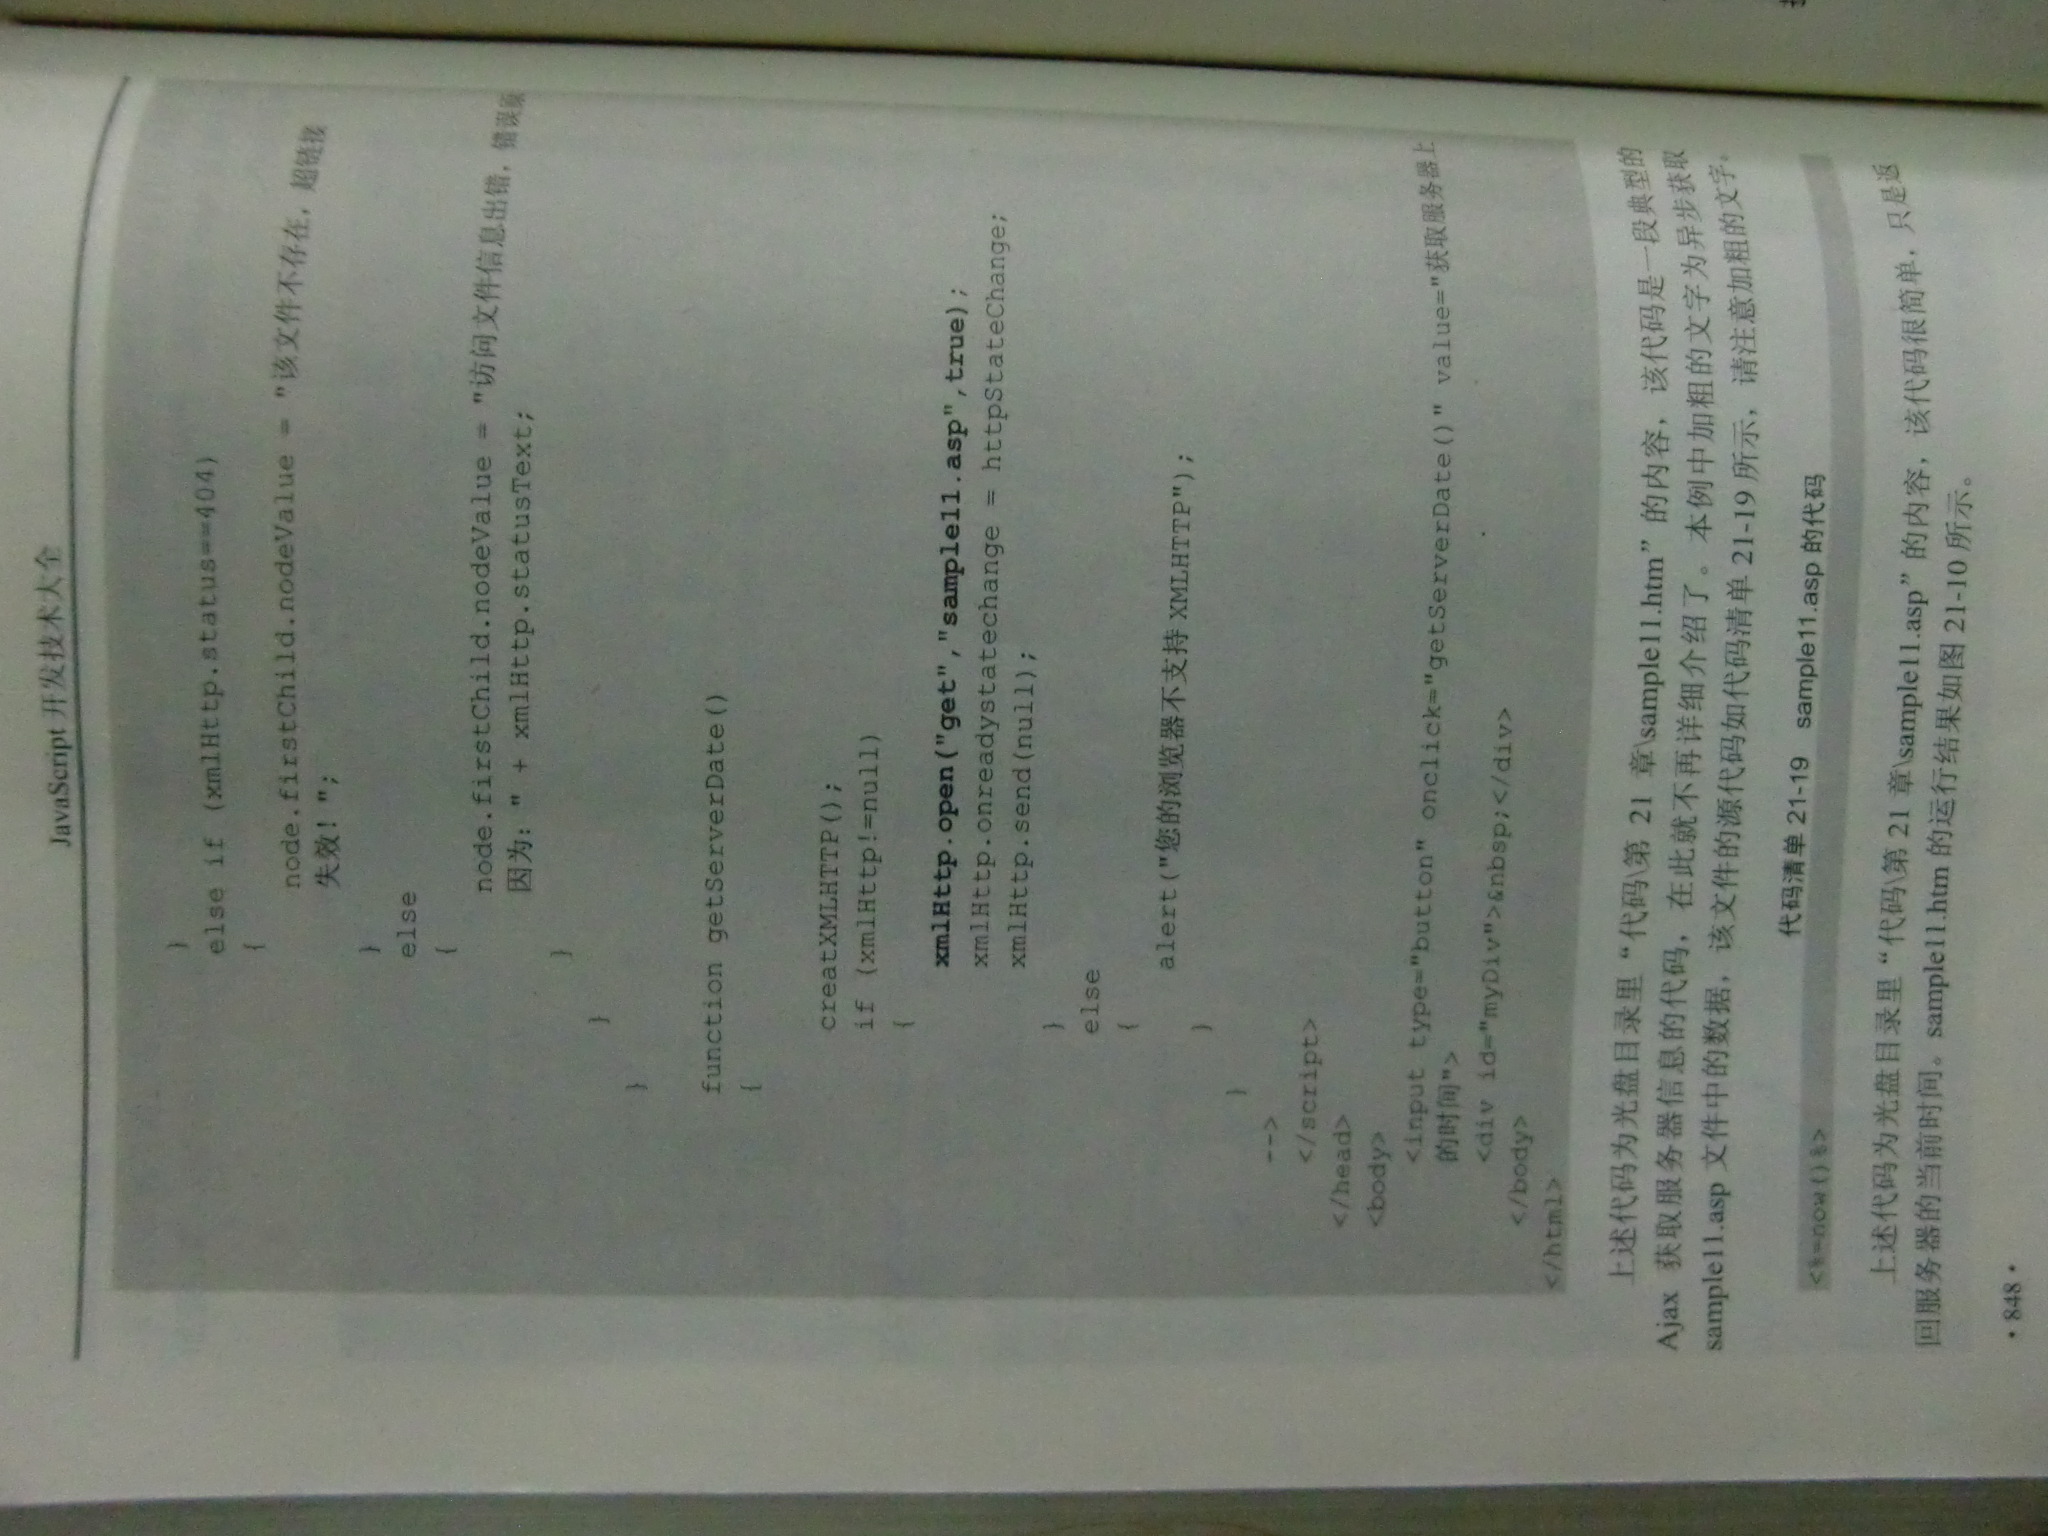 JavaScript 开发技术大全
}
else if (xmlHttp.status==404)
{
node.firstChild.nodeValue = "该文件不存在，超链接
失效！";
}
else
{
node.firstChild.nodeValue = "访问文件信息出错，错误原
因为：" + xmlHttp.statusText;
}
}
}
function getServerDate()
{
creatXMLHTTP();
if (xmlHttp!=null)
{
xmlHttp.open("get","sample11.asp",true);
xmlHttp.onreadystatechange = httpStateChange;
xmlHttp.send(null);
}
else
{
alert("您的浏览器不支持 XMLHTTP");
}
}
-->
</script>
</head>
<body>
<input type="button" onclick="getServerDate()" value="获取服务器上
的时间">
<div id="myDiv">&nbsp;</div>
</body>
</html>
上述代码为光盘目录里“代码\第 21 章\sample11.htm”的内容，该代码是一段典型的
Ajax 获取服务器信息的代码，在此就不再详细介绍了。本例中加粗的文字为异步获取
sample11.asp 文件中的数据，该文件的源代码如代码清单 21-19 所示，请注意加粗的文字。
代码清单 21-19 sample11.asp 的代码
<%=now()%>
上述代码为光盘目录里“代码\第 21 章\sample11.asp”的内容，该代码很简单，只是返
回服务器的当前时间。sample11.htm 的运行结果如图 21-10 所示。
• 848 •